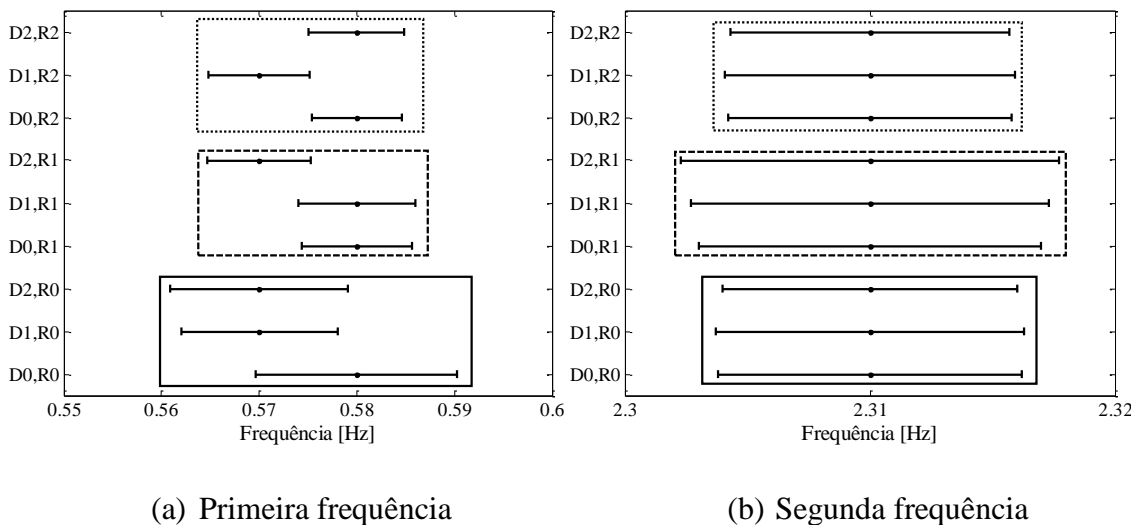 D2,R2
D1,R2
D0,R2
D2,R1
D1,R1
D0,R1
D2,R0
D1,R0
D0,R0
0.55 0.56 0.57 0.58 0.59 0.6
Frequência [Hz]
(a) Primeira frequência
D2,R2
D1,R2
D0,R2
D2,R1
D1,R1
D0,R1
D2,R0
D1,R0
D0,R0
2.3 2.31 2.32
Frequência [Hz]
(b) Segunda frequência